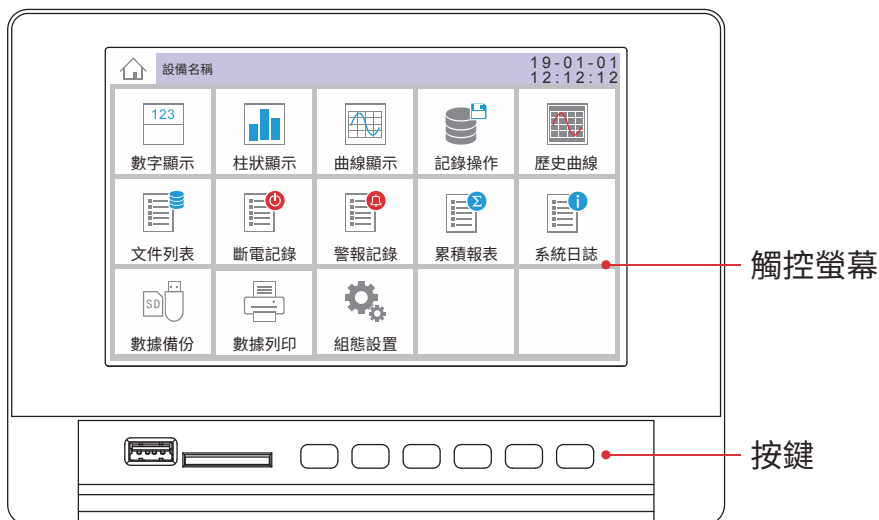 設備名稱
19-01-01
12:12:12
123
數字顯示
柱狀顯示
曲線顯示
記錄操作
歷史曲線
文件列表
斷電記錄
警報記錄
累積報表
系統日誌
觸控螢幕
SD
數據備份
數據列印
組態設置
按鍵